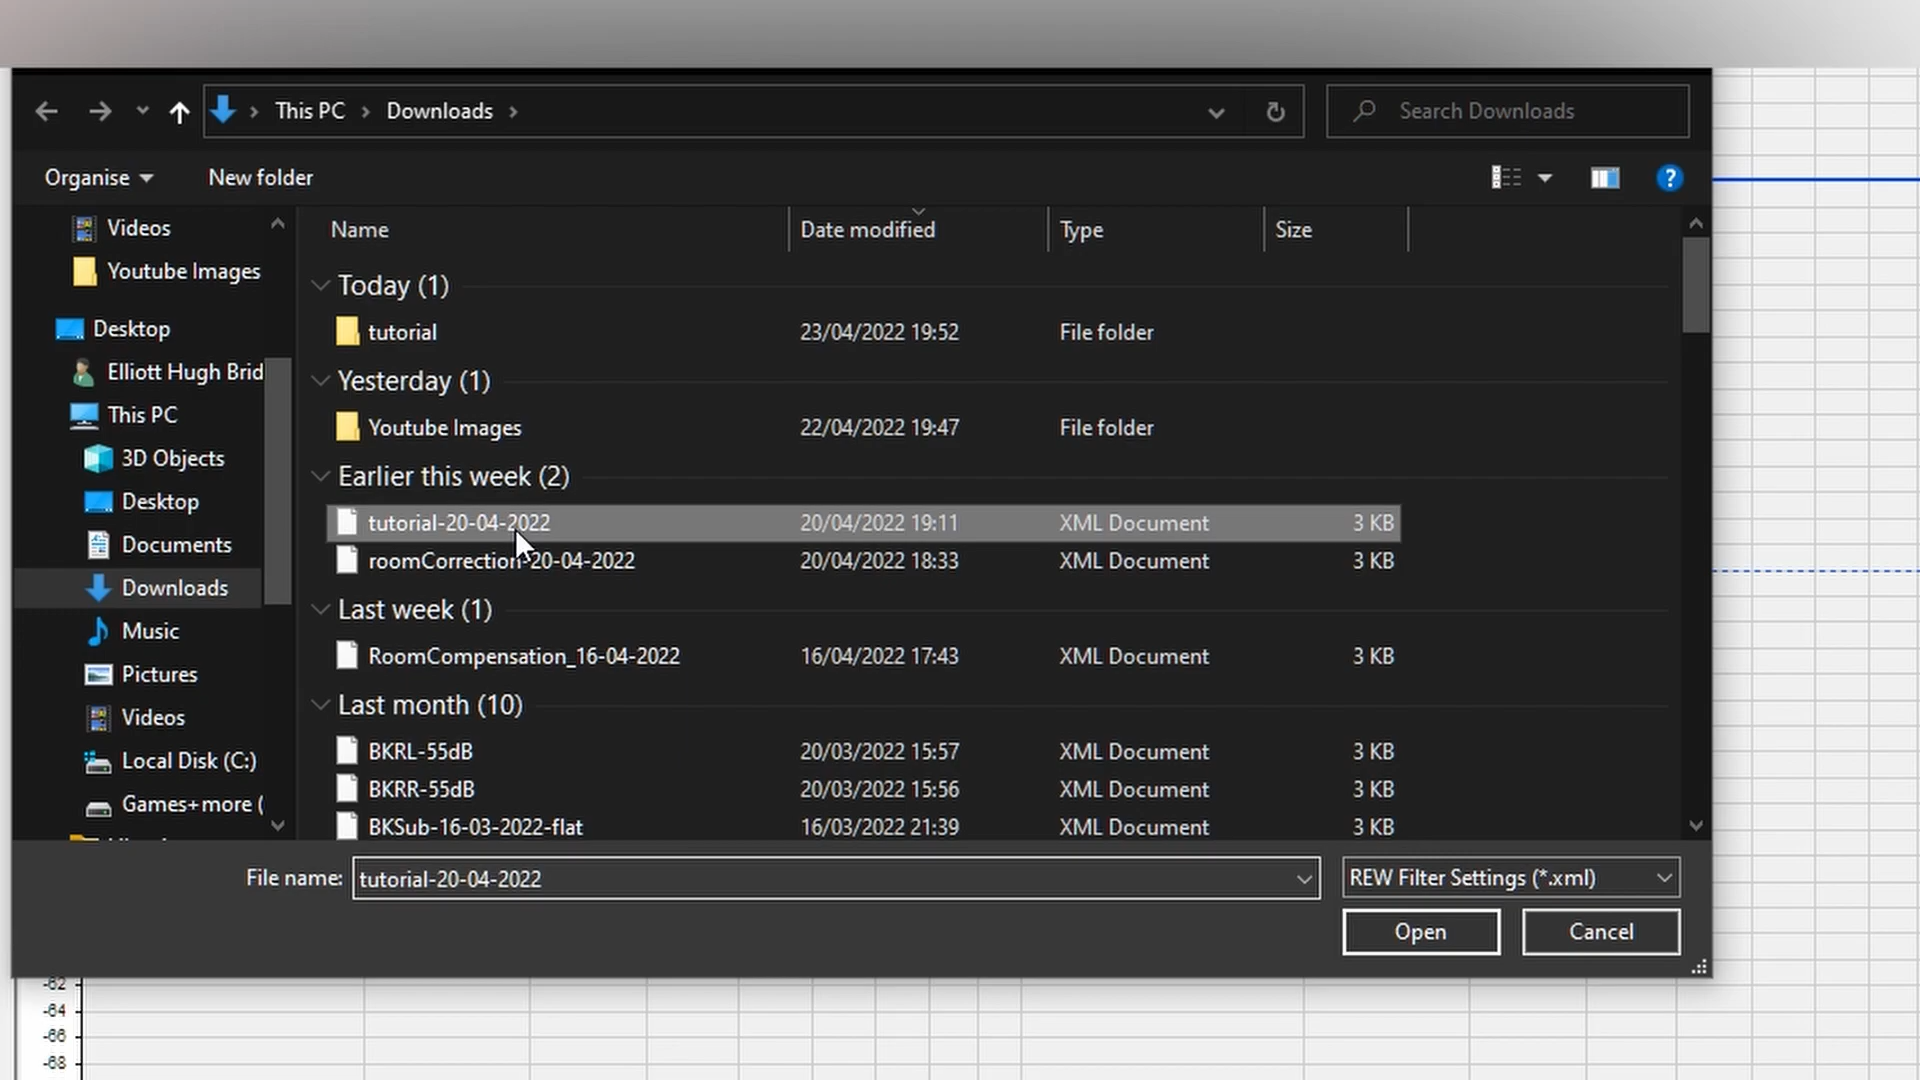 This PC
Downloads
Search Downloads
Organise
New folder
Videos
Youtube Images
Desktop
Elliott Hugh Brid
This PC
3D Objects
Desktop
Documents
Downloads
Music
Pictures
Videos
Local Disk (C:)
Games+more (
Name Date modified Type Size
Today (1)
tutorial 23/04/2022 19:52 File folder
Yesterday (1)
Youtube Images 22/04/2022 19:47 File folder
Earlier this week (2)
tutorial-20-04-2022 20/04/2022 19:11 XML Document 3 KB
roomCorrection-20-04-2022 20/04/2022 18:33 XML Document 3 KB
Last week (1)
RoomCompensation_16-04-2022 16/04/2022 17:43 XML Document 3 KB
Last month (10)
BKRL-55dB 20/03/2022 15:57 XML Document 3 KB
BKRR-55dB 20/03/2022 15:56 XML Document 3 KB
BKSub-16-03-2022-flat 16/03/2022 21:39 XML Document 3 KB
File name: tutorial-20-04-2022 REW Filter Settings (*.xml)
Open Cancel
-62
-64
-66
-68